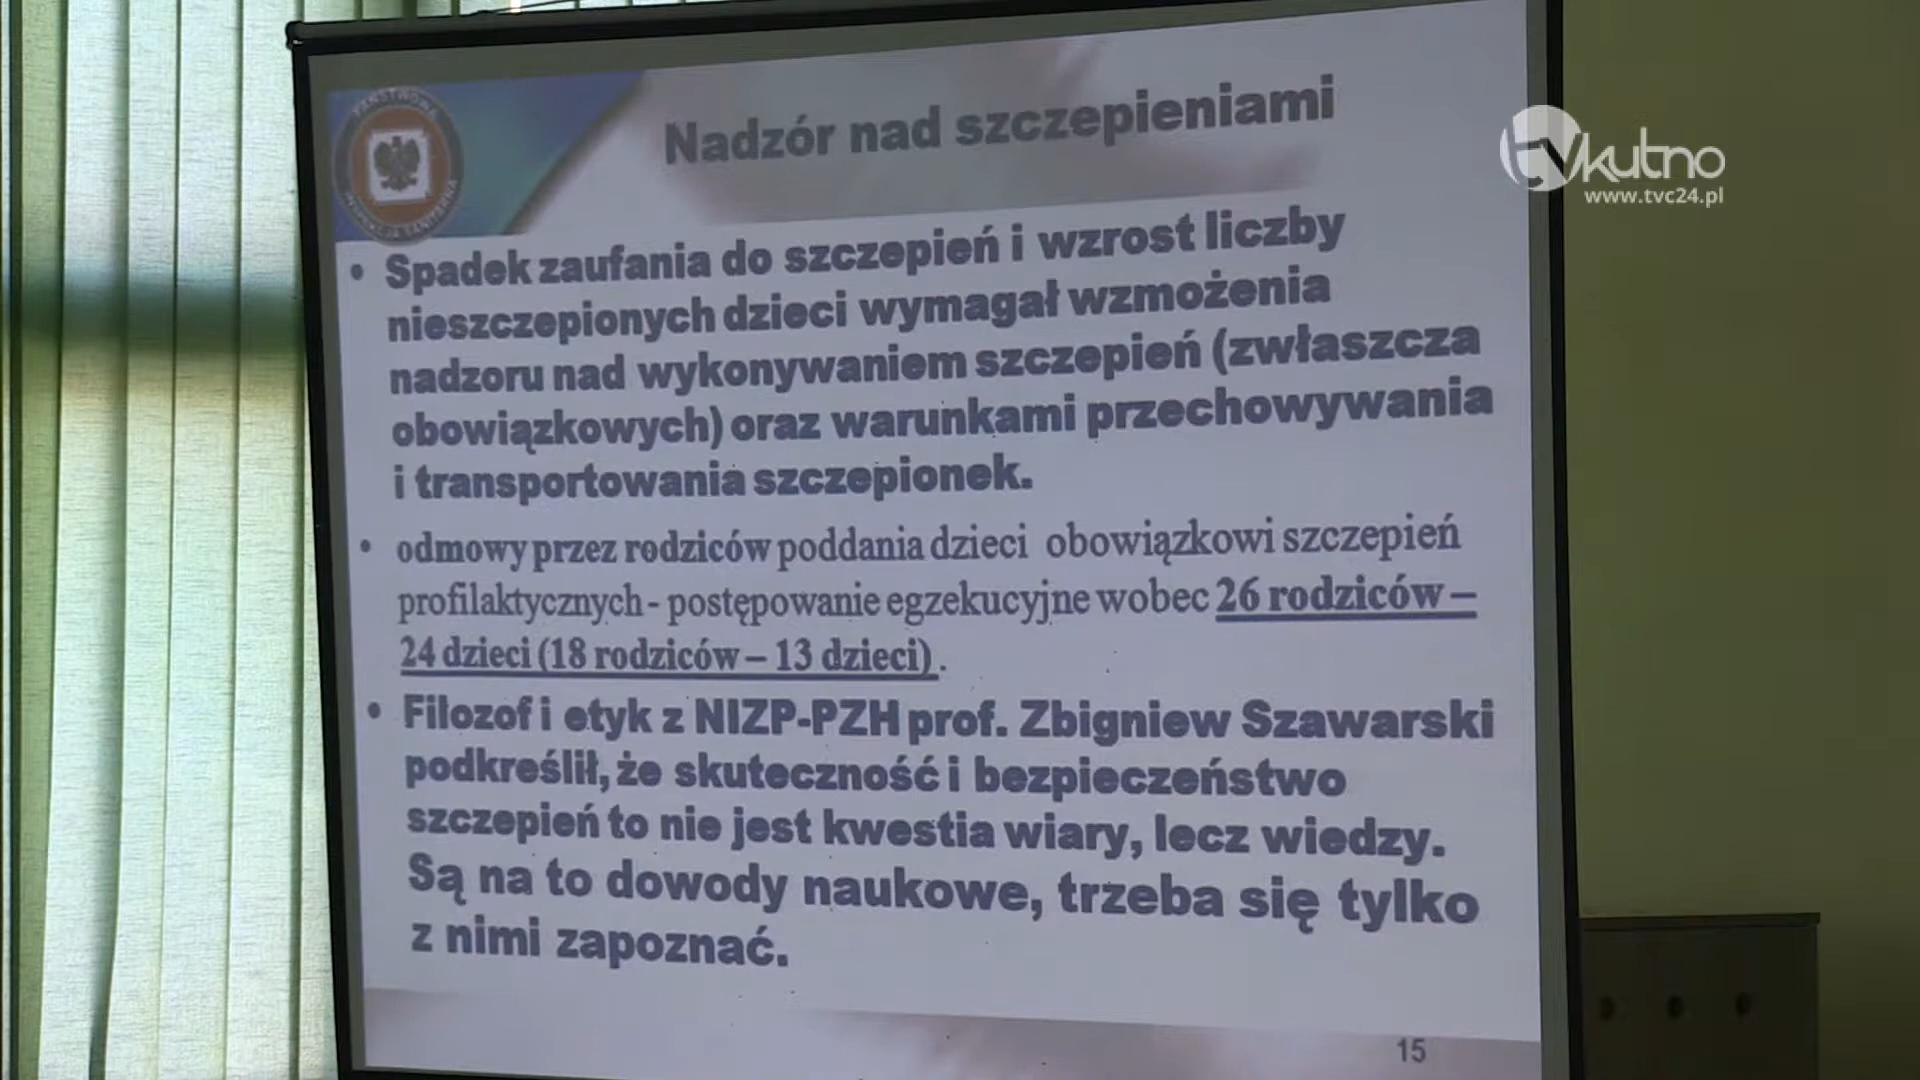 PAŃSTWOWA
INSPEKCJA SANITARNA
Nadzór nad szczepieniami
tvkutno
www.tvc24.pl
• Spadek zaufania do szczepień i wzrost liczby
nieszczepionych dzieci wymagał wzmożenia
nadzoru nad wykonywaniem szczepień (zwłaszcza
obowiązkowych) oraz warunkami przechowywania
i transportowania szczepionek.
• odmowy przez rodziców poddania dzieci obowiązkowi szczepień
profilaktycznych - postępowanie egzekucyjne wobec 26 rodziców –
24 dzieci (18 rodziców – 13 dzieci) .
• Filozof i etyk z NIZP-PZH prof. Zbigniew Szawarski
podkreślił, że skuteczność i bezpieczeństwo
szczepień to nie jest kwestia wiary, lecz wiedzy.
Są na to dowody naukowe, trzeba się tylko
z nimi zapoznać.
15